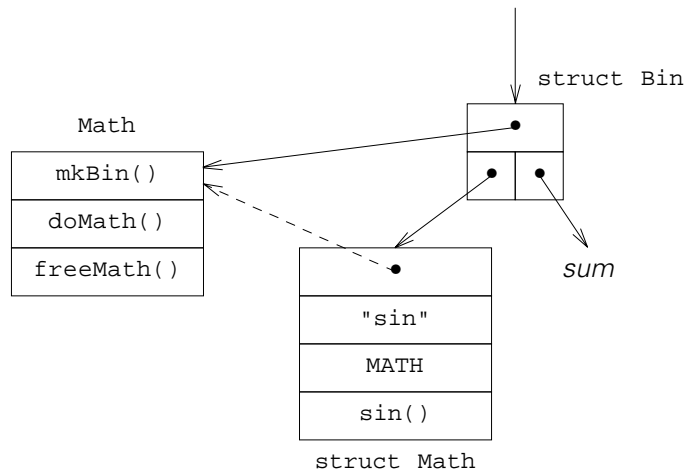 struct Bin
Math
mkBin()
doMath()
freeMath()
sum
"sin"
MATH
sin()
struct Math